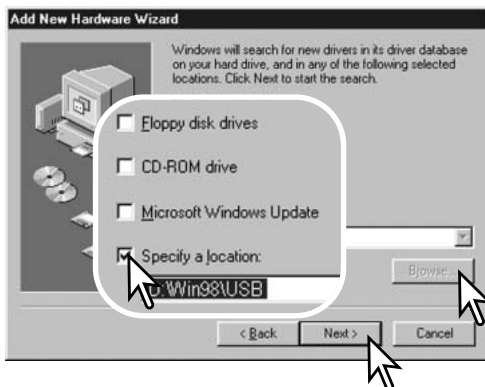 Add New Hardware Wizard
Windows will search for new drivers in its driver database
on your hard drive, and in any of the following selected
locations. Click Next to start the search.
Floppy disk drives
CD-ROM drive
Microsoft Windows Update
Specify a location:
:\Win98\USB
Browse...
< Back
Next >
Cancel